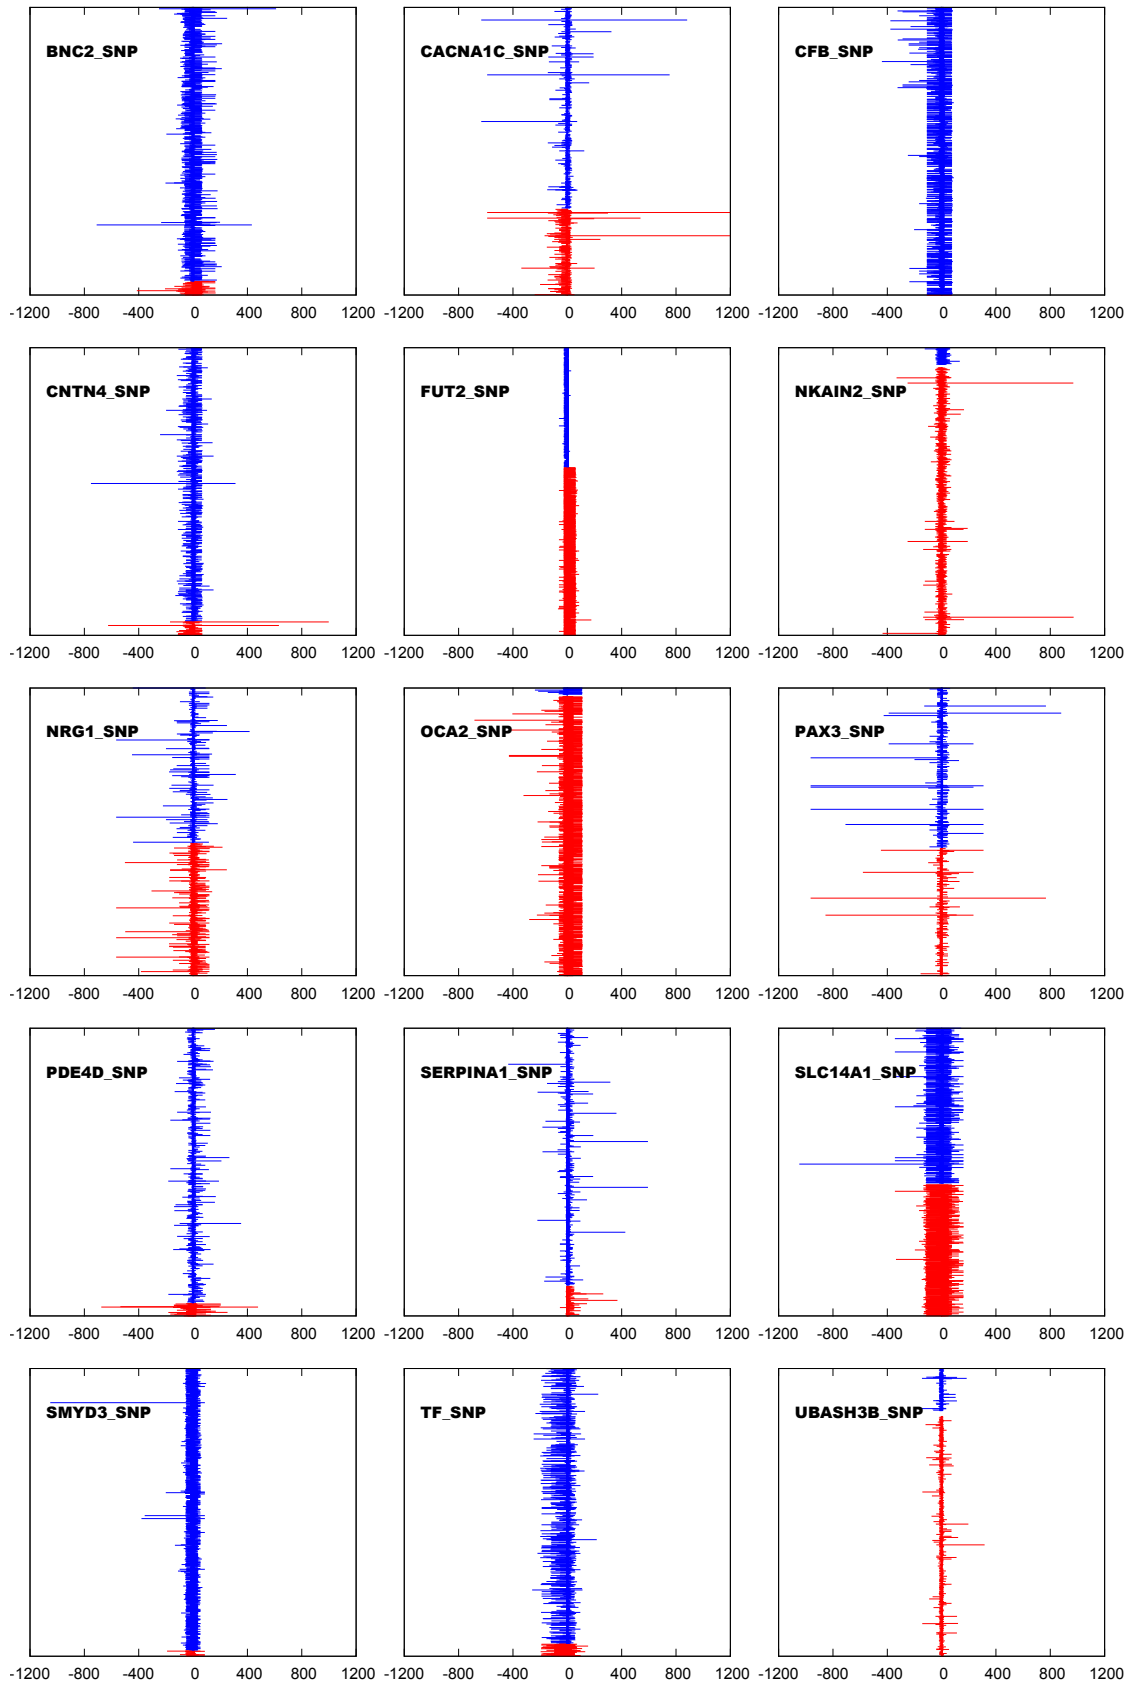 BNC2_SNP CACNA1C_SNP CFB_SNP
-1200 -800 -400 0 400 800 1200 -1200 -800 -400 0 400 800 1200 -1200 -800 -400 0 400 800 1200
CNTN4_SNP FUT2_SNP NKAIN2_SNP
-1200 -800 -400 0 400 800 1200 -1200 -800 -400 0 400 800 1200 -1200 -800 -400 0 400 800 1200
NRG1_SNP OCA2_SNP PAX3_SNP
-1200 -800 -400 0 400 800 1200 -1200 -800 -400 0 400 800 1200 -1200 -800 -400 0 400 800 1200
PDE4D_SNP SERPINA1_SNP SLC14A1_SNP
-1200 -800 -400 0 400 800 1200 -1200 -800 -400 0 400 800 1200 -1200 -800 -400 0 400 800 1200
SMYD3_SNP TF_SNP UBASH3B_SNP
-1200 -800 -400 0 400 800 1200 -1200 -800 -400 0 400 800 1200 -1200 -800 -400 0 400 800 1200